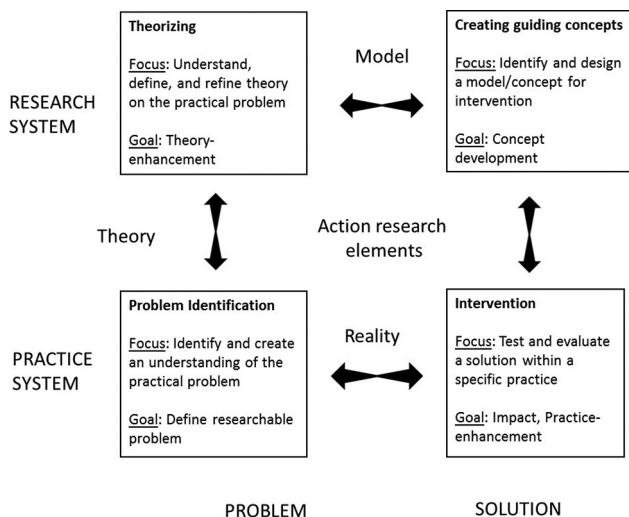 Theorizing
Focus: Understand,
define, and refine theory
on the practical problem
Goal: Theory-
enhancement
Model
Creating guiding concepts
Focus: Identify and design
a model/concept for
intervention
Goal: Concept
development
RESEARCH
SYSTEM
Theory
Action research
elements
Problem Identification
Focus: Identify and create
an understanding of the
practical problem
Goal: Define researchable
problem
Reality
Intervention
Focus: Test and evaluate
a solution within a
specific practice
Goal: Impact, Practice-
enhancement
PRACTICE
SYSTEM
PROBLEM
SOLUTION